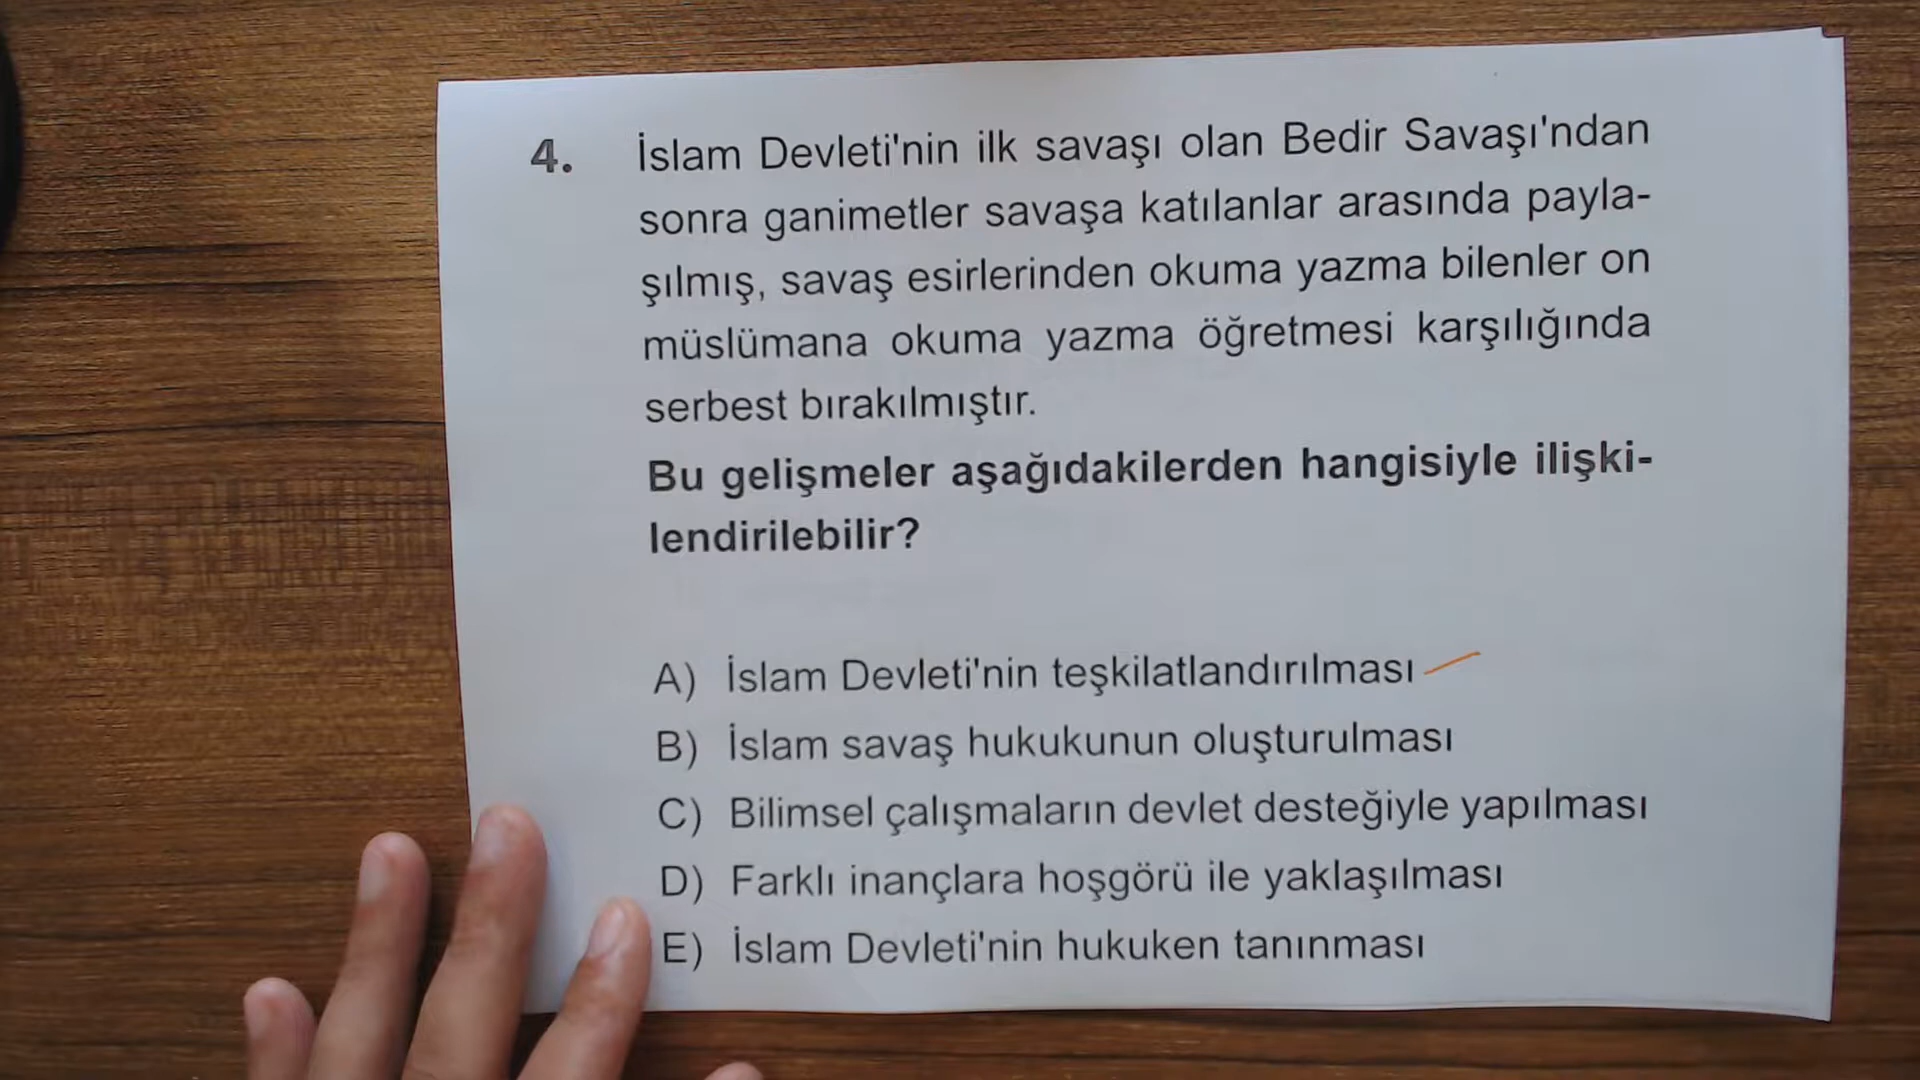 4. İslam Devleti'nin ilk savaşı olan Bedir Savaşı'ndan
sonra ganimetler savaşa katılanlar arasında payla-
şılmış, savaş esirlerinden okuma yazma bilenler on
müslümana okuma yazma öğretmesi karşılığında
serbest bırakılmıştır.
Bu gelişmeler aşağıdakilerden hangisiyle ilişki-
lendirilebilir?
A) İslam Devleti'nin teşkilatlandırılması
B) İslam savaş hukukunun oluşturulması
C) Bilimsel çalışmaların devlet desteğiyle yapılması
D) Farklı inançlara hoşgörü ile yaklaşılması
E) İslam Devleti'nin hukuken tanınması